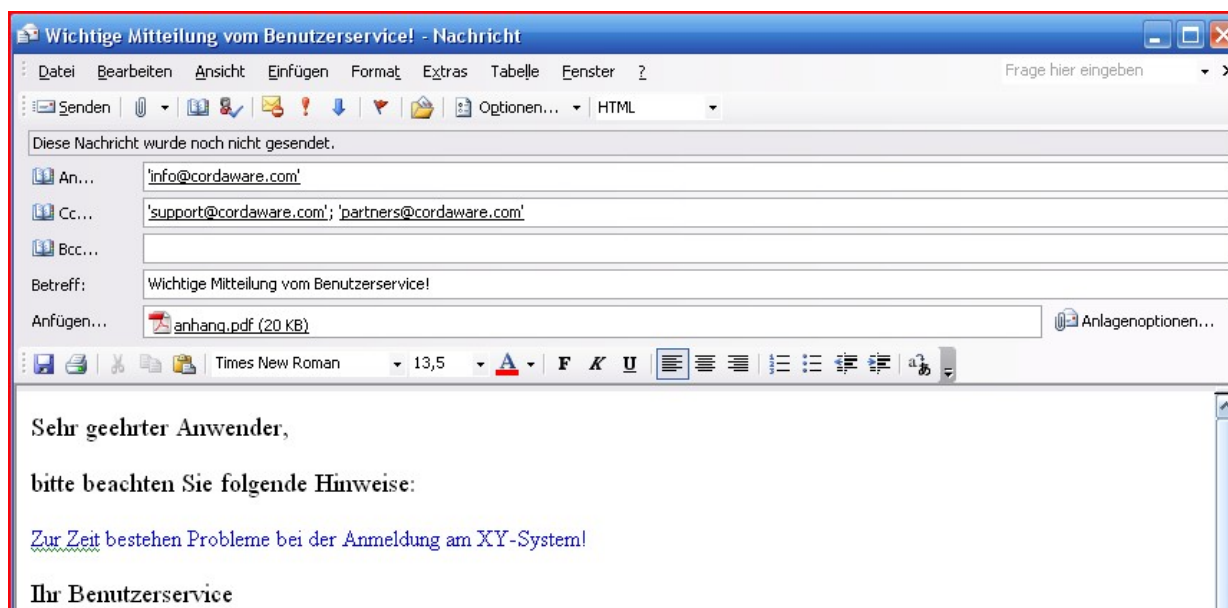 Wichtige Mitteilung vom Benutzerservice! - Nachricht
Datei Bearbeiten Ansicht Einfügen Format Extras Tabelle Fenster ? Frage hier eingeben
Senden Optionen... HTML
Diese Nachricht wurde noch nicht gesendet.
An... 'info@cordaware.com'
Cc... 'support@cordaware.com'; 'partners@cordaware.com'
Bcc...
Betreff: Wichtige Mitteilung vom Benutzerservice!
Anfügen... anhang.pdf (20 KB) Anlagenoptionen...
Times New Roman 13,5 A F K U
Sehr geehrter Anwender,
bitte beachten Sie folgende Hinweise:
Zur Zeit bestehen Probleme bei der Anmeldung am XY-System!
Ihr Benutzerservice